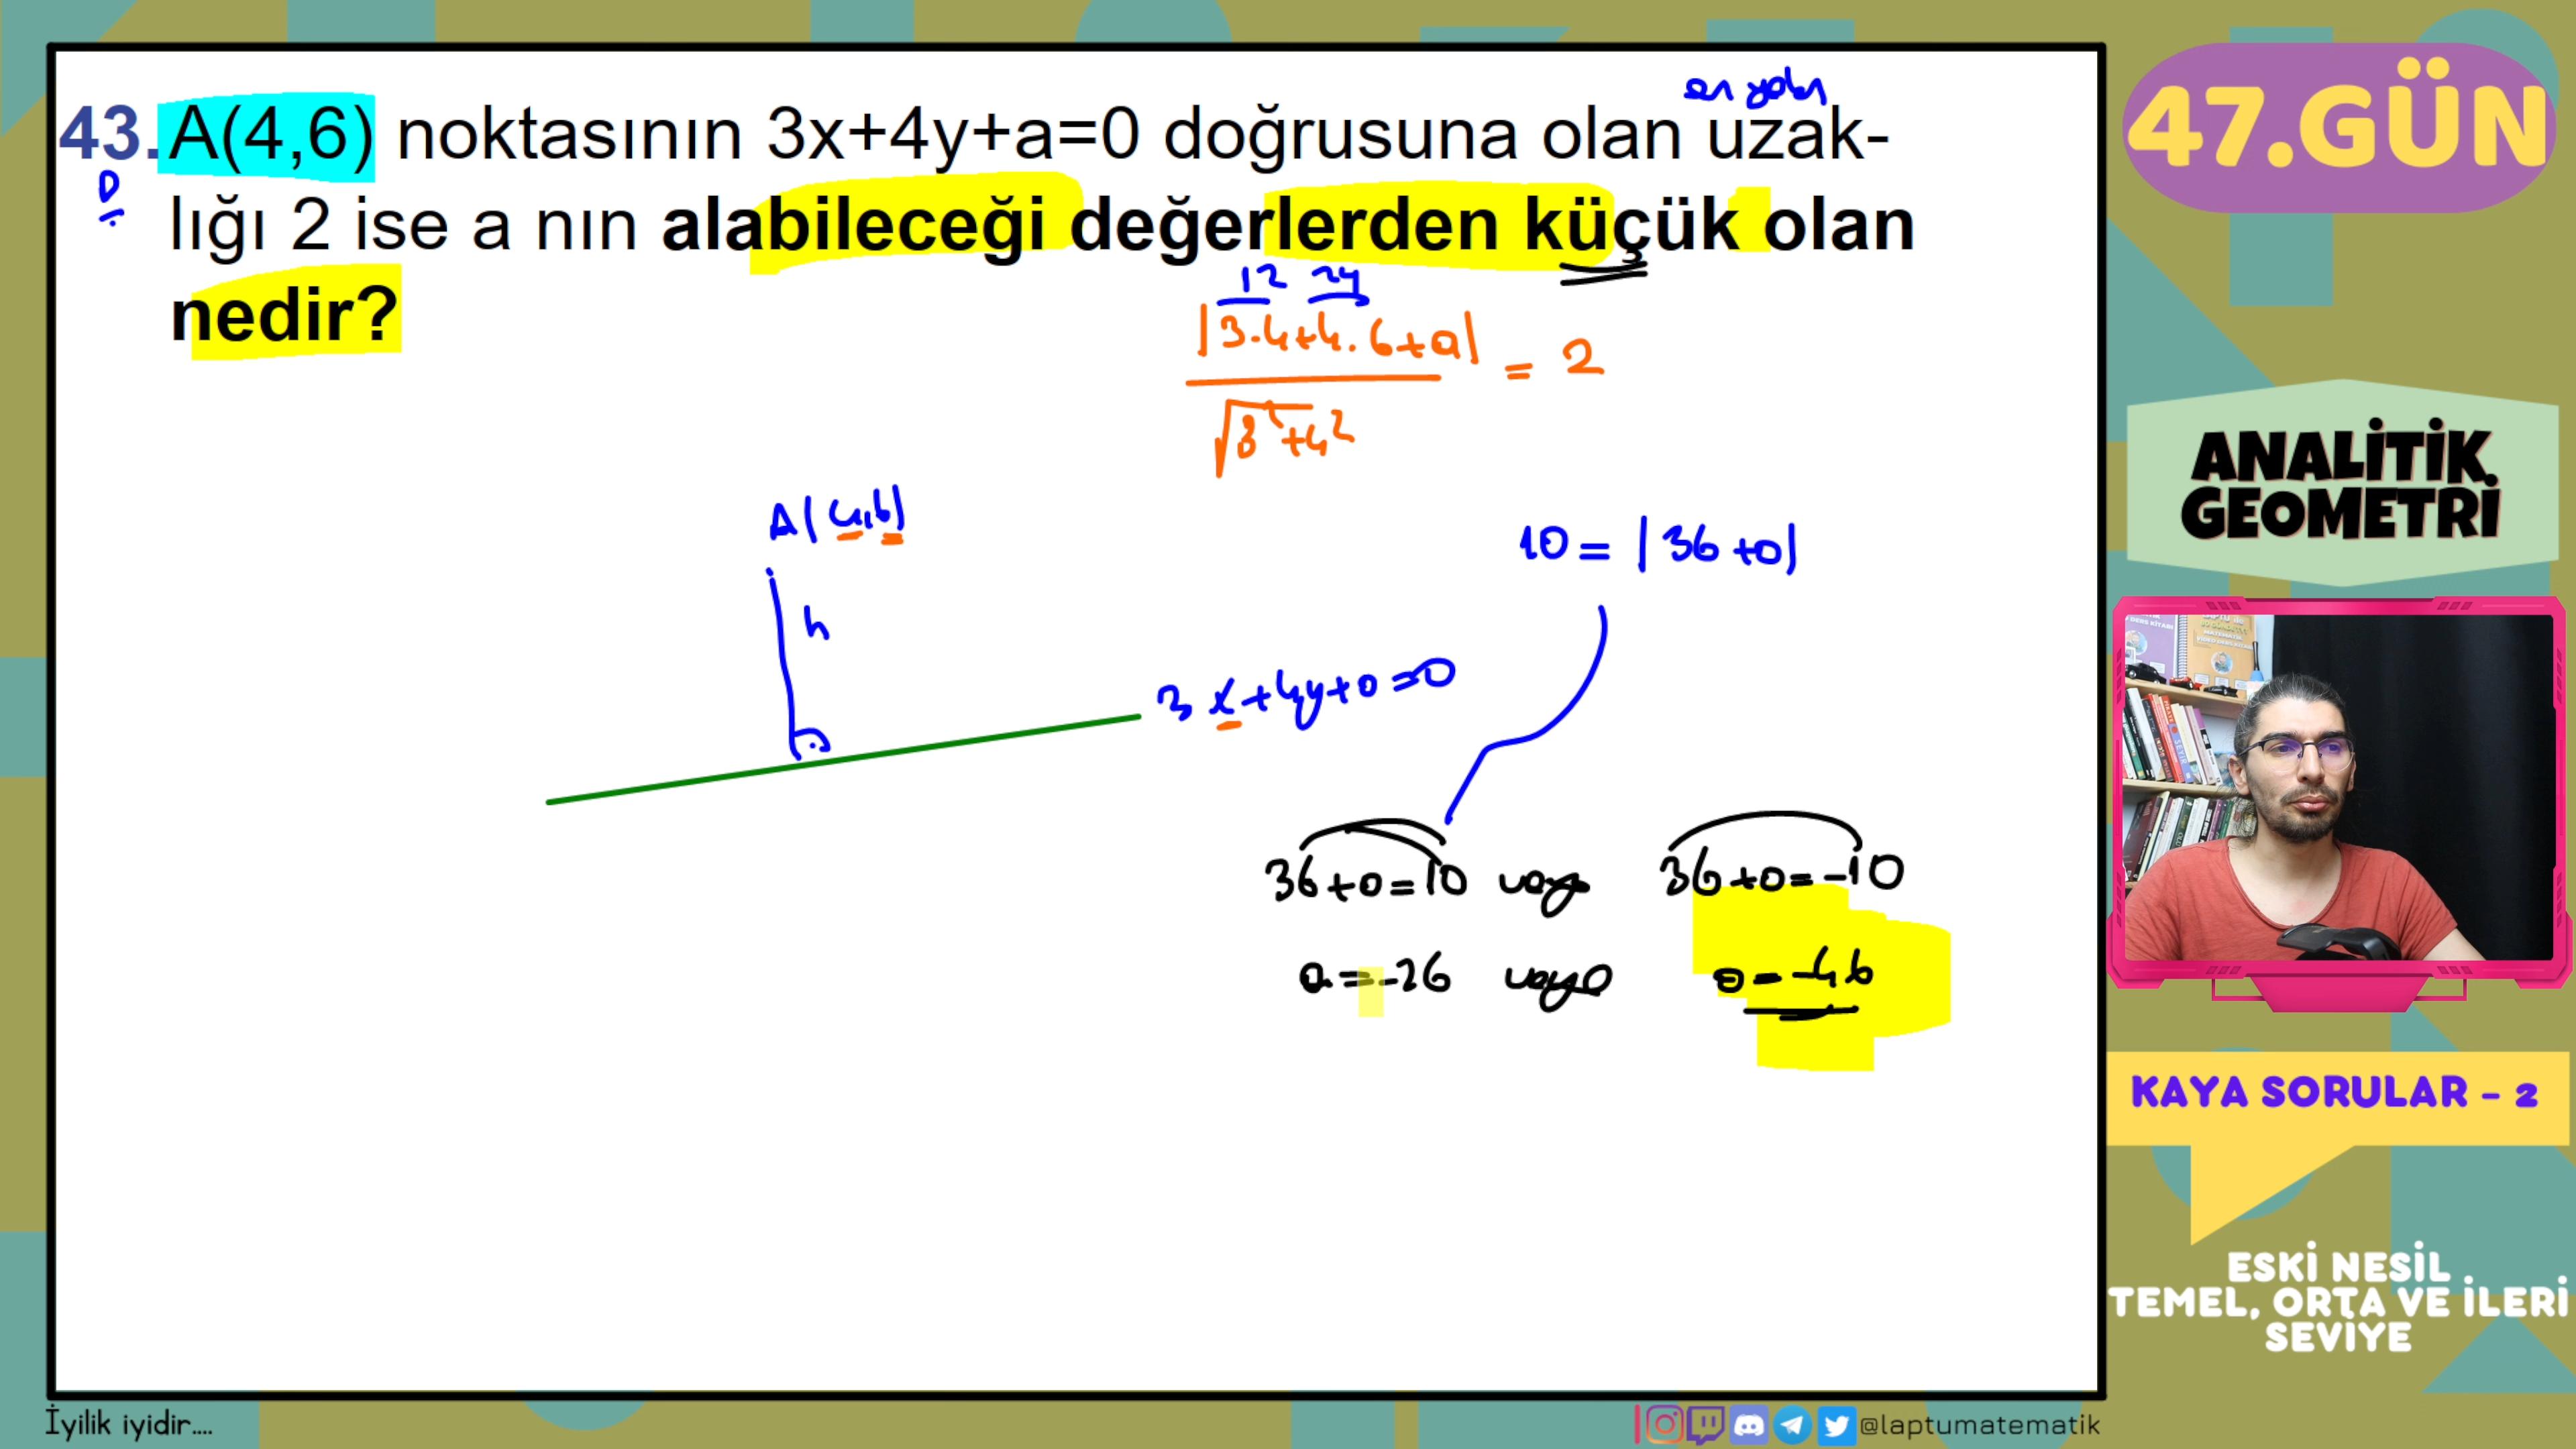 en yakın
43. A(4,6) noktasının 3x+4y+a=0 doğrusuna olan uzak-
lığı 2 ise a nın alabileceği değerlerden küçük olan
nedir?
D
12 24
|3.4+4.6+a|
= 2
√3²+4²
A(4,6)
h
3x+4y+a=0
10 = |36+a|
36+a=10 veya 36+a=-10
a=-26 veya a=-46
47.GÜN
ANALİTİK
GEOMETRİ
KAYA SORULAR - 2
ESKİ NESİL
TEMEL, ORTA VE İLERİ
SEVİYE
İyilik iyidir....
@laptumatematik